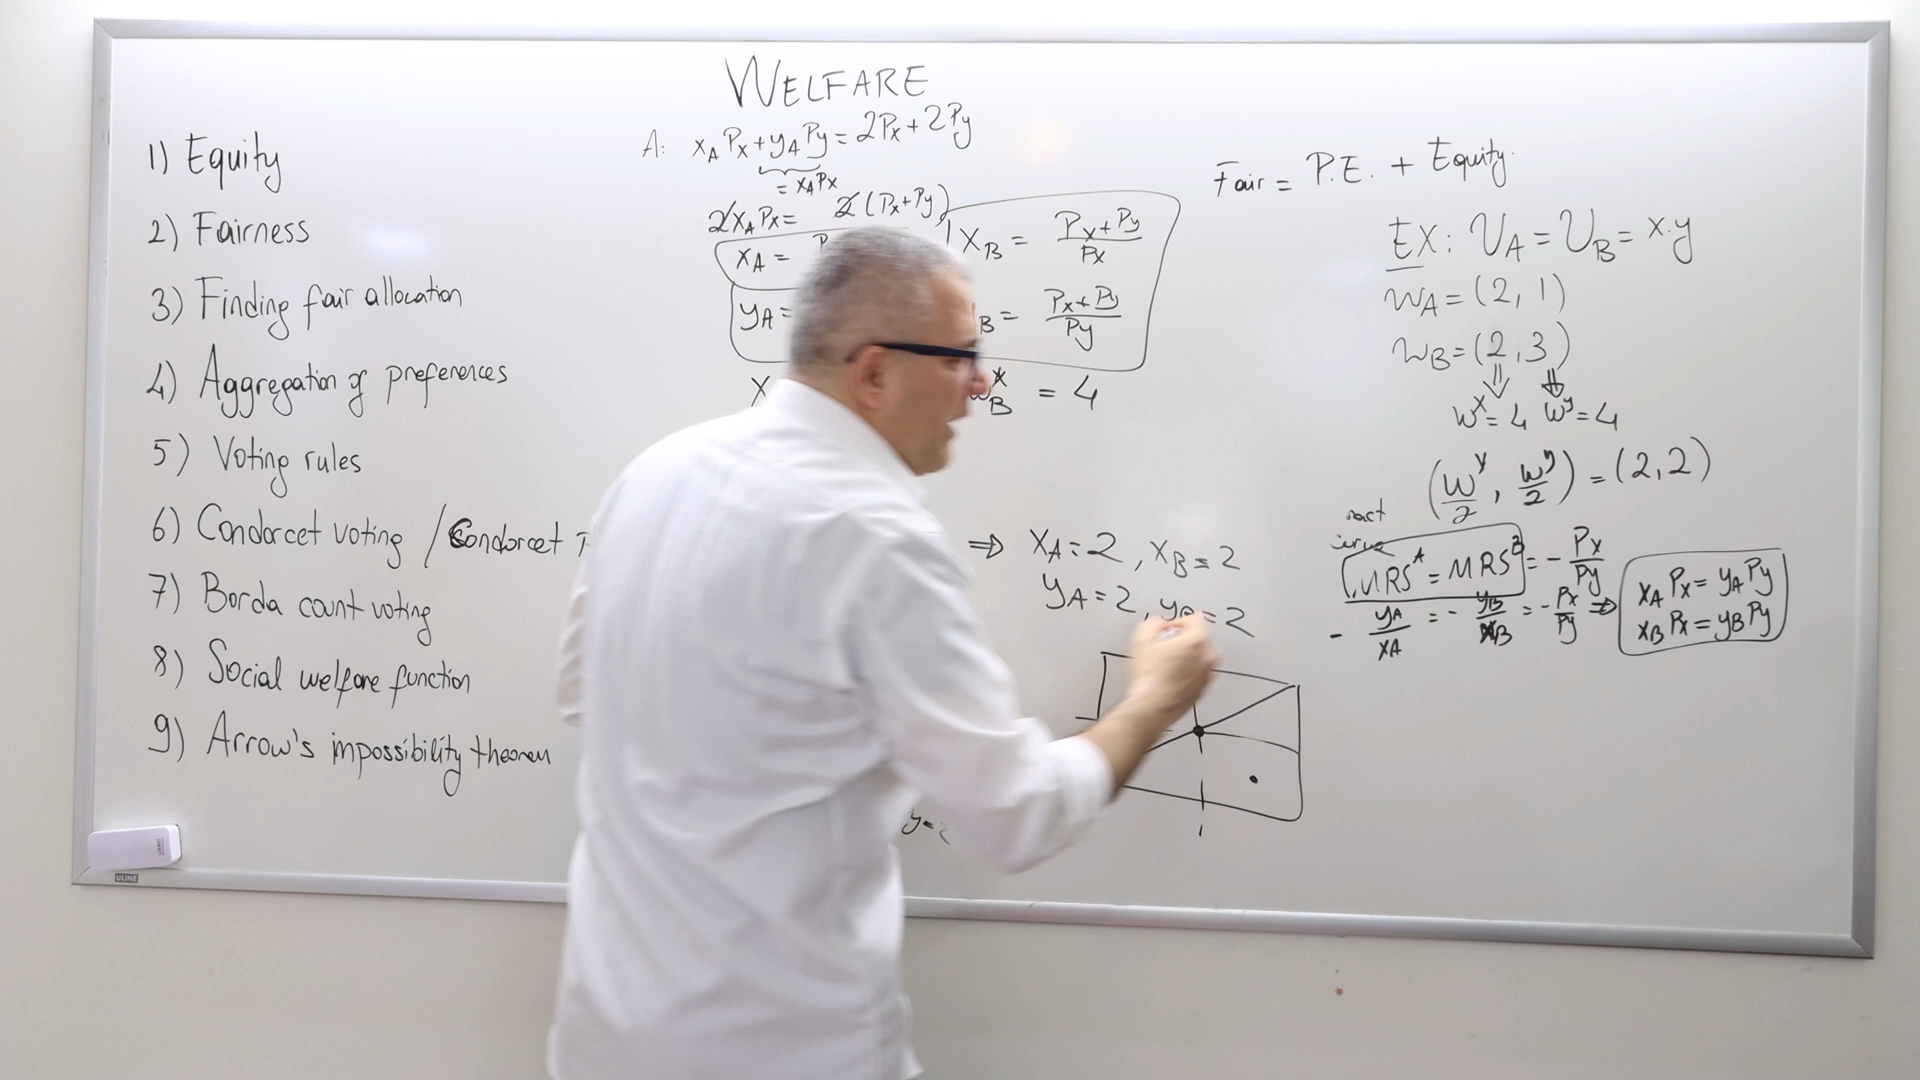 WELFARE
1) Equity
2) Fairness
3) Finding fair allocation
4) Aggregation of preferences
5) Voting rules
6) Condorcet voting / Condorcet
7) Borda count voting
8) Social welfare function
9) Arrow's impossibility theorem
A: xA Px + yA Py = 2Px + 2Py
= xA Px
2xA Px = 2(Px+Py)
xA =
yA =
xB = Px+Py / Px
B = Px+Py / Py
X
wB^x = 4
⇒ xA = 2, xB = 2
yA = 2, yB = 2
y=2
Fair = P.E. + Equity.
EX: UA = UB = x.y
wA = (2, 1)
wB = (2, 3)
⇓ ⇓
w^x = 4 w^y = 4
(w^x/2, w^y/2) = (2,2)
curve
MRS^A = MRS^B = - Px/Py
- yA/xA = - yB/xB = - Px/Py ⇒
xA Px = yA Py
xB Px = yB Py
ULINE